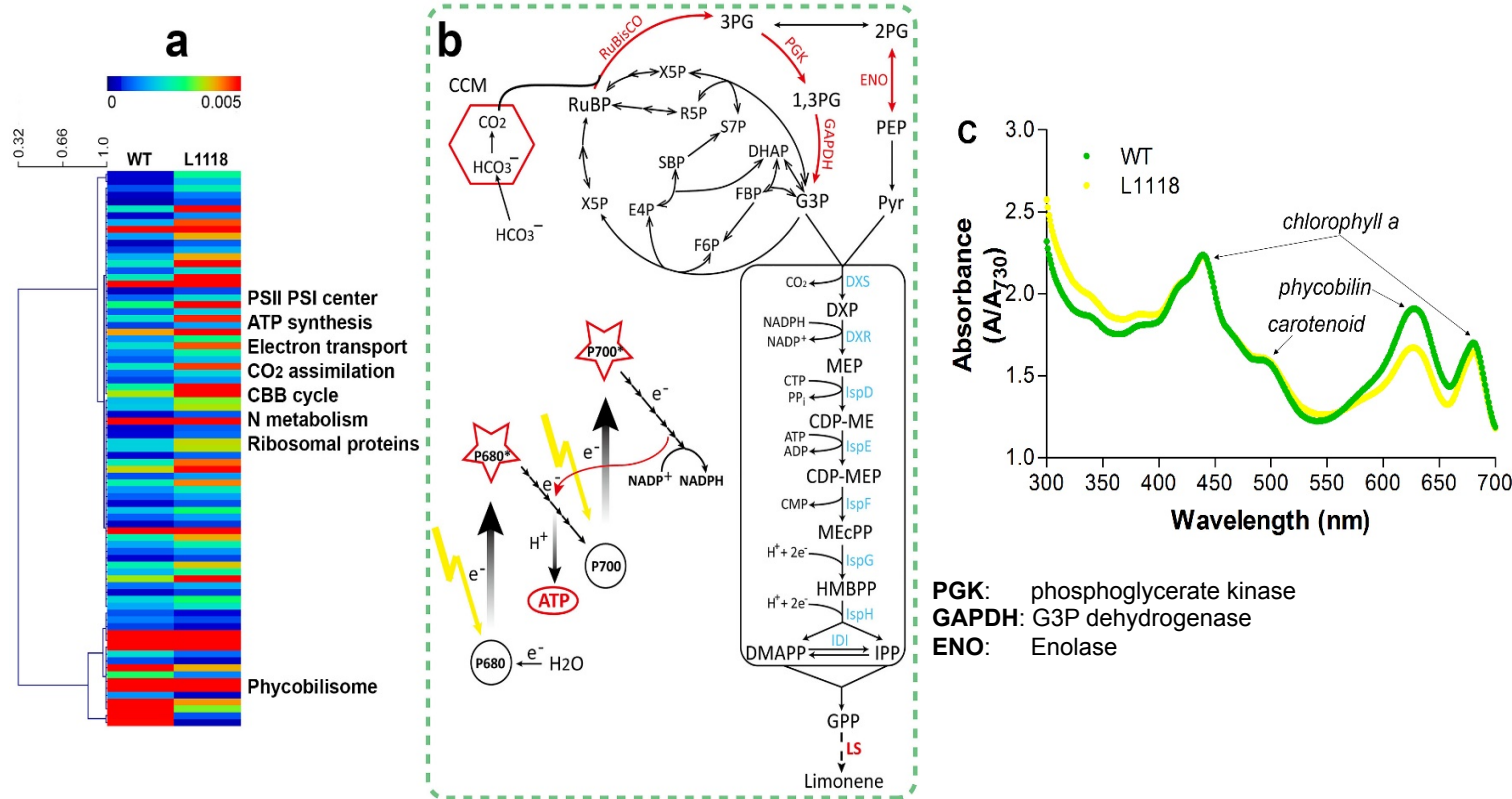 a
0 0.005
0.32 0.66 1.0
WT L1118
PSII PSI center
ATP synthesis
Electron transport
CO2 assimilation
CBB cycle
N metabolism
Ribosomal proteins
Phycobilisome
b
CCM
CO2
HCO3−
HCO3−
RuBisCO
3PG
2PG
PGK
ENO
1,3PG
GAPDH
PEP
Pyr
RuBP
X5P
R5P
S7P
SBP
DHAP
FBP
G3P
X5P
E4P
F6P
P700*
e-
P680*
e-
e-
NADP+ NADPH
H+
P700
ATP
e-
P680
e-
H2O
CO2
DXS
DXP
NADPH
NADP+
DXR
MEP
CTP
PPi
IspD
CDP-ME
ATP
ADP
IspE
CDP-MEP
CMP
IspF
MEcPP
H++ 2e-
IspG
HMBPP
H++ 2e-
IspH
IDI
DMAPP IPP
GPP
LS
Limonene
c
WT
L1118
chlorophyll a
phycobilin
carotenoid
Absorbance
(A/A730)
3.0
2.5
2.0
1.5
1.0
300 350 400 450 500 550 600 650 700
Wavelength (nm)
PGK: phosphoglycerate kinase
GAPDH: G3P dehydrogenase
ENO: Enolase